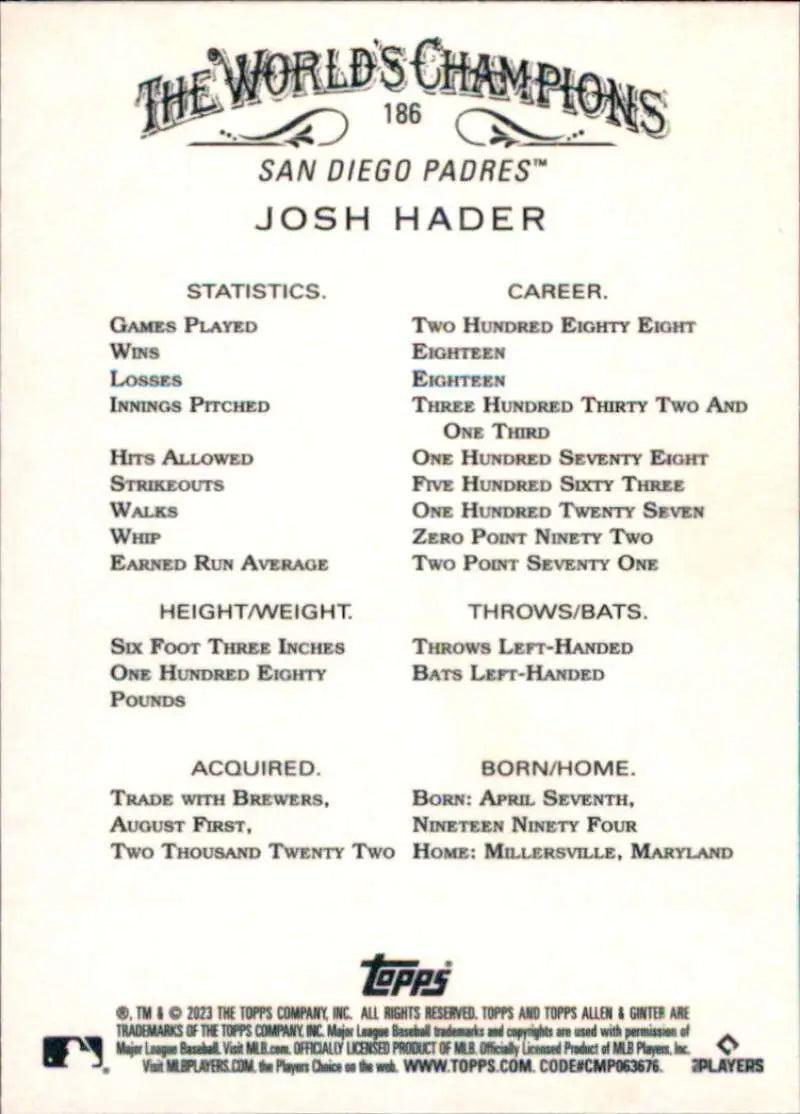 THE WORLD'S CHAMPIONS
186
SAN DIEGO PADRES™
JOSH HADER
STATISTICS. CAREER.
GAMES PLAYED TWO HUNDRED EIGHTY EIGHT
WINS EIGHTEEN
LOSSES EIGHTEEN
INNINGS PITCHED THREE HUNDRED THIRTY TWO AND
ONE THIRD
HITS ALLOWED ONE HUNDRED SEVENTY EIGHT
STRIKEOUTS FIVE HUNDRED SIXTY THREE
WALKS ONE HUNDRED TWENTY SEVEN
WHIP ZERO POINT NINETY TWO
EARNED RUN AVERAGE TWO POINT SEVENTY ONE
HEIGHT/WEIGHT. THROWS/BATS.
SIX FOOT THREE INCHES THROWS LEFT-HANDED
ONE HUNDRED EIGHTY BATS LEFT-HANDED
POUNDS
ACQUIRED. BORN/HOME.
TRADE WITH BREWERS, BORN: APRIL SEVENTH,
AUGUST FIRST, NINETEEN NINETY FOUR
TWO THOUSAND TWENTY TWO HOME: MILLERSVILLE, MARYLAND
Topps®
®, TM & © 2023 THE TOPPS COMPANY, INC. ALL RIGHTS RESERVED. TOPPS AND TOPPS ALLEN & GINTER ARE
TRADEMARKS OF THE TOPPS COMPANY, INC. Major League Baseball trademarks and copyrights are used with permission of
Major League Baseball. Visit MLB.com. OFFICIALLY LICENSED PRODUCT OF MLB. Officially Licensed Product of MLB Players, Inc.
Visit MLBPLAYERS.COM, the Players Choice on the web. WWW.TOPPS.COM. CODE#CMP063676.
PLAYERS